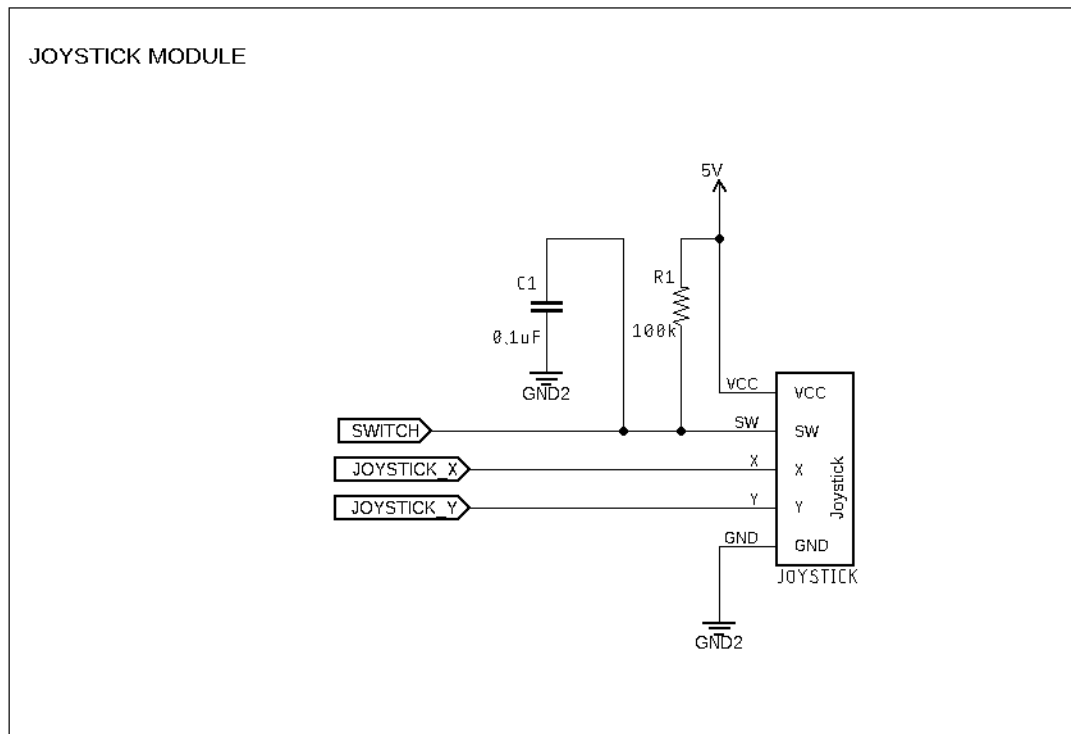 JOYSTICK MODULE
5V
C1
R1
0.1uF
100k
GND2
VCC
VCC
SWITCH
SW
SW
JOYSTICK_X
X
X
JOYSTICK_Y
Y
Y
Joystick
GND
GND
JOYSTICK
GND2